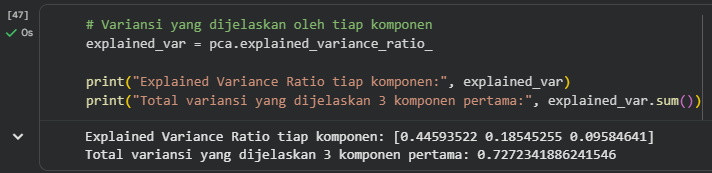 [47]
0s
# Variansi yang dijelaskan oleh tiap komponen
explained_var = pca.explained_variance_ratio_
print("Explained Variance Ratio tiap komponen:", explained_var)
print("Total variansi yang dijelaskan 3 komponen pertama:", explained_var.sum())
Explained Variance Ratio tiap komponen: [0.44593522 0.18545255 0.09584641]
Total variansi yang dijelaskan 3 komponen pertama: 0.7272341886241546